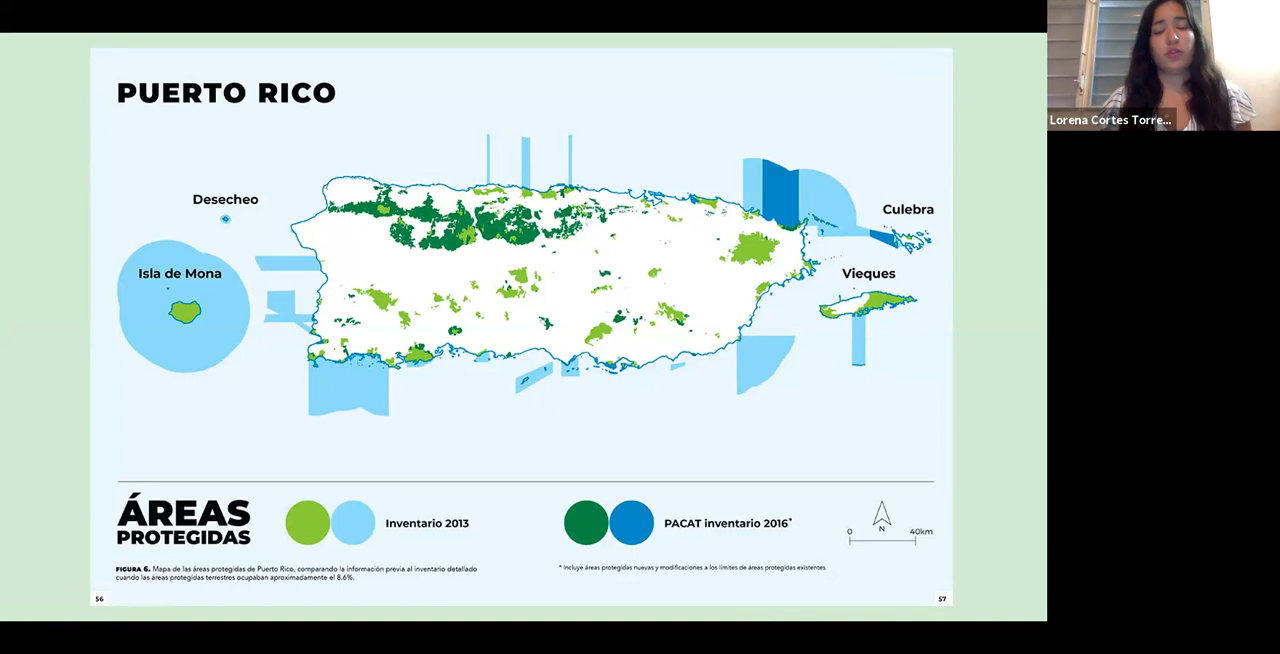 PUERTO RICO
Lorena Cortes Torre...
Desecheo
Culebra
Isla de Mona
Vieques
ÁREAS
PROTEGIDAS
Inventario 2013
PACAT inventario 2016*
N
0 40km
FIGURA 6. Mapa de las áreas protegidas de Puerto Rico, comparando la información previa al inventario detallado
cuando las áreas protegidas terrestres ocupaban aproximadamente el 8.6%.
* Incluye áreas protegidas nuevas y modificaciones a los límites de áreas protegidas existentes.
56
57